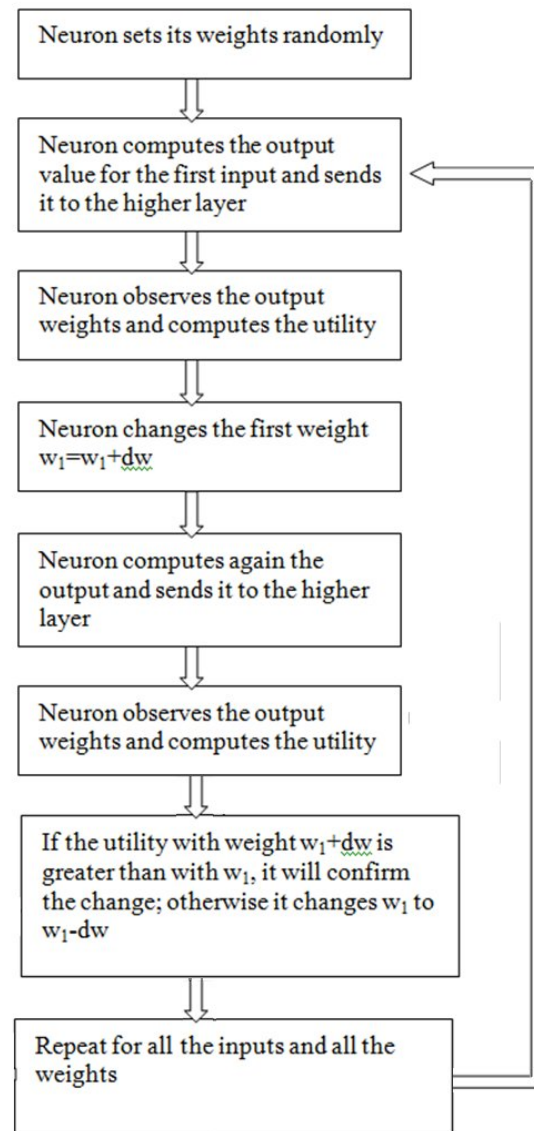 Neuron sets its weights randomly
Neuron computes the output
value for the first input and sends
it to the higher layer
Neuron observes the output
weights and computes the utility
Neuron changes the first weight
w₁=w₁+dw
Neuron computes again the
output and sends it to the higher
layer
Neuron observes the output
weights and computes the utility
If the utility with weight w₁+dw is
greater than with w₁, it will confirm
the change; otherwise it changes w₁ to
w₁-dw
Repeat for all the inputs and all the
weights